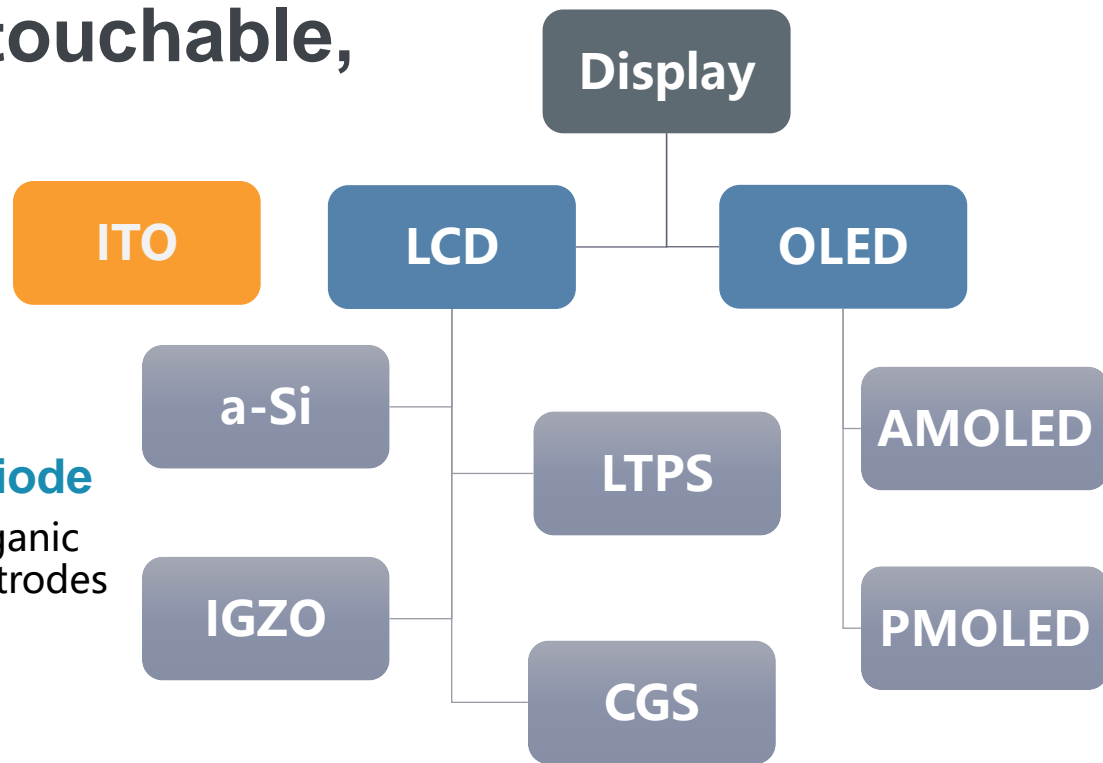 touchable,
Display
ITO
LCD
OLED
a-Si
LTPS
AMOLED
iode
ganic
trodes
IGZO
CGS
PMOLED